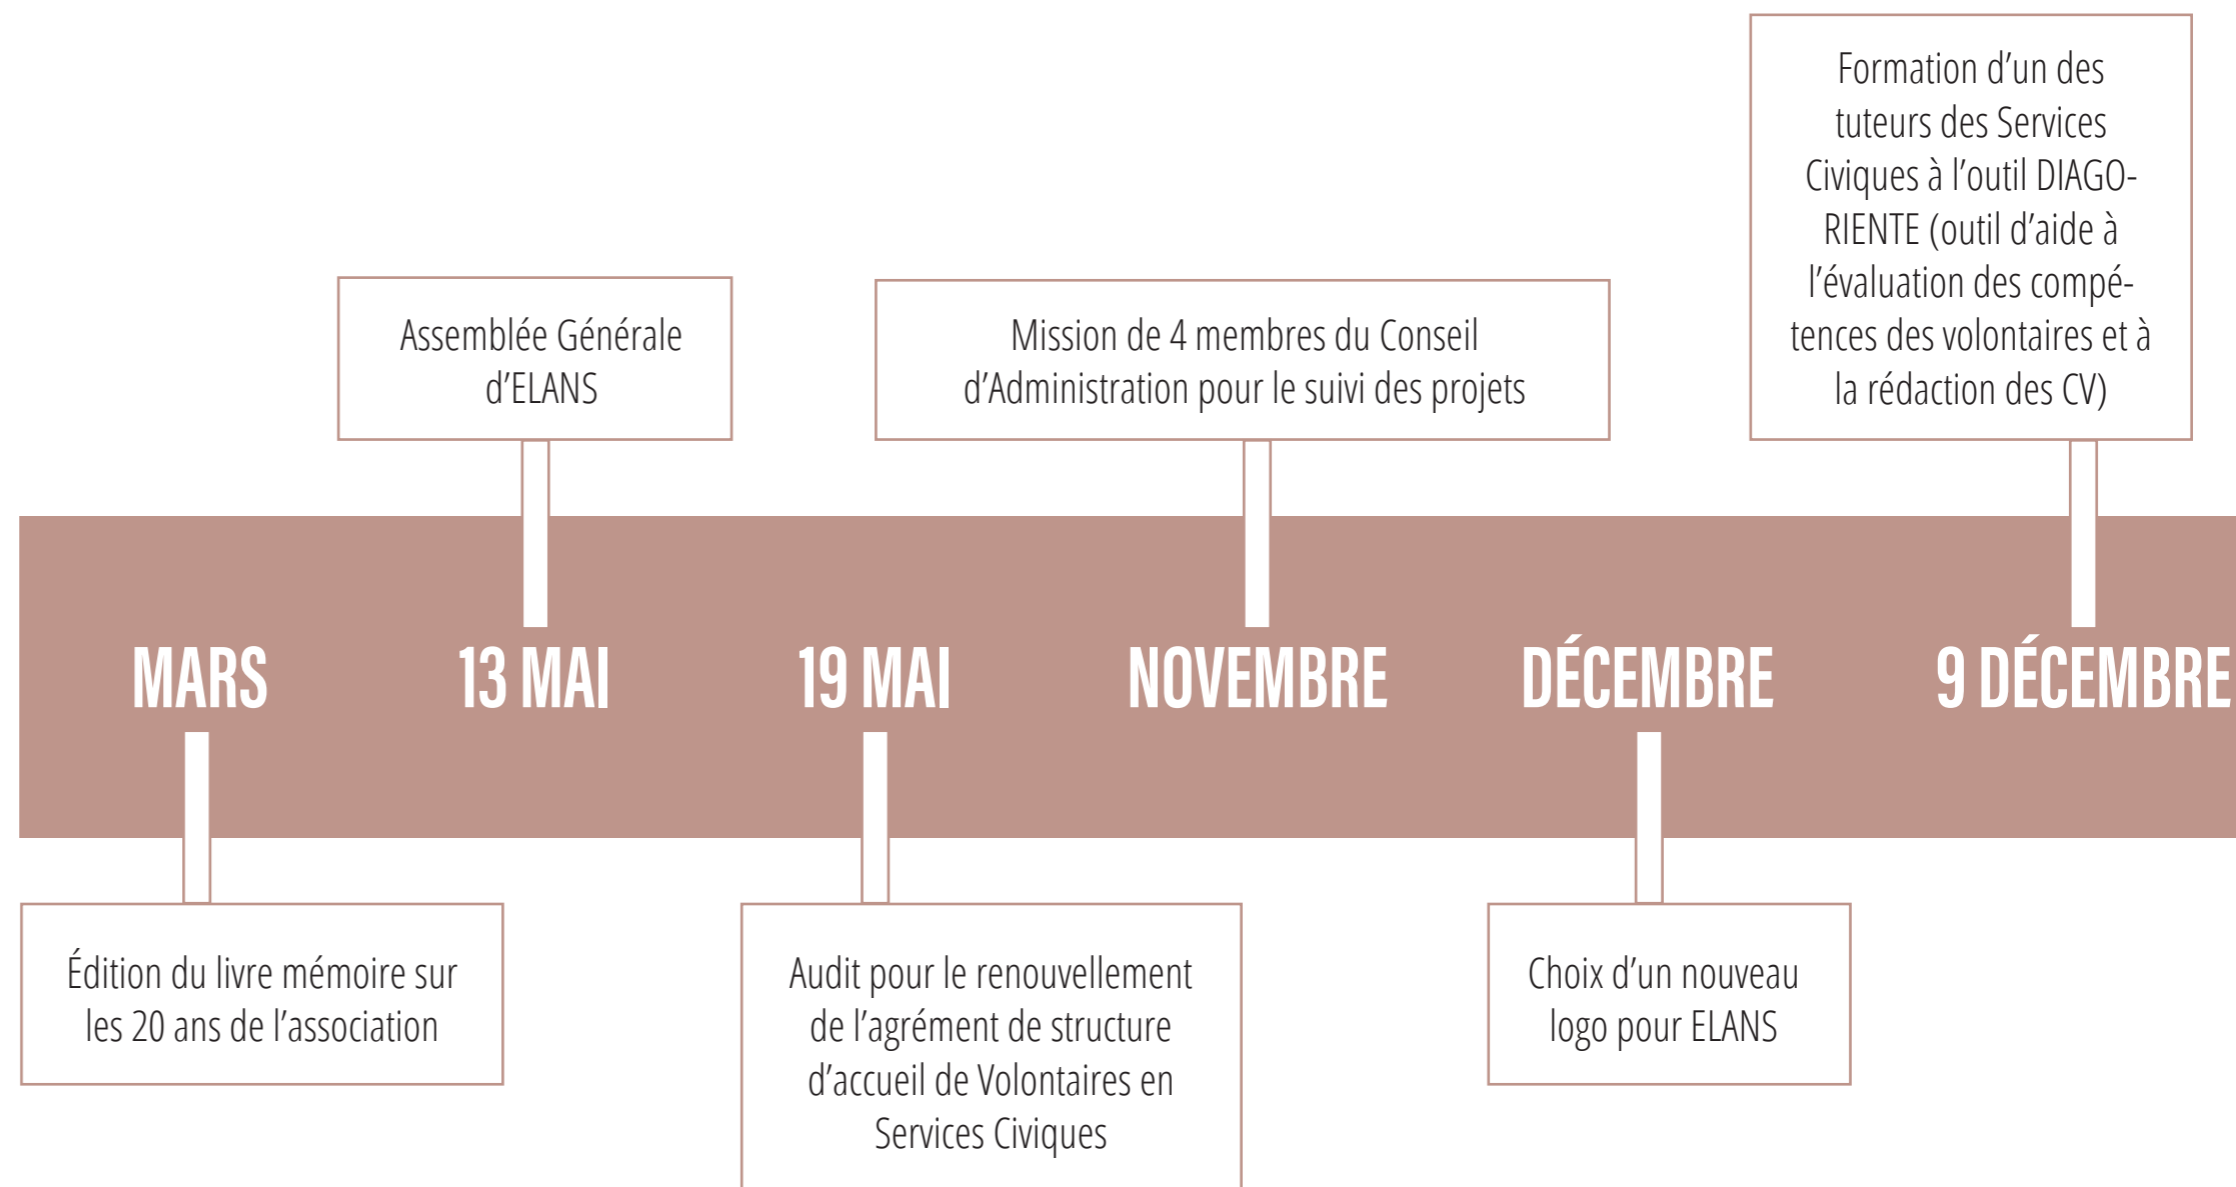 Formation d’un des
tuteurs des Services
Civiques à l’outil DIAGO-
RIENTE (outil d’aide à
l’évaluation des compé-
tences des volontaires et à
la rédaction des CV)
Assemblée Générale
d’ELANS
Mission de 4 membres du Conseil
d’Administration pour le suivi des projets
MARS
13 MAI
19 MAI
NOVEMBRE
DÉCEMBRE
9 DÉCEMBRE
Édition du livre mémoire sur
les 20 ans de l’association
Audit pour le renouvellement
de l’agrément de structure
d’accueil de Volontaires en
Services Civiques
Choix d’un nouveau
logo pour ELANS